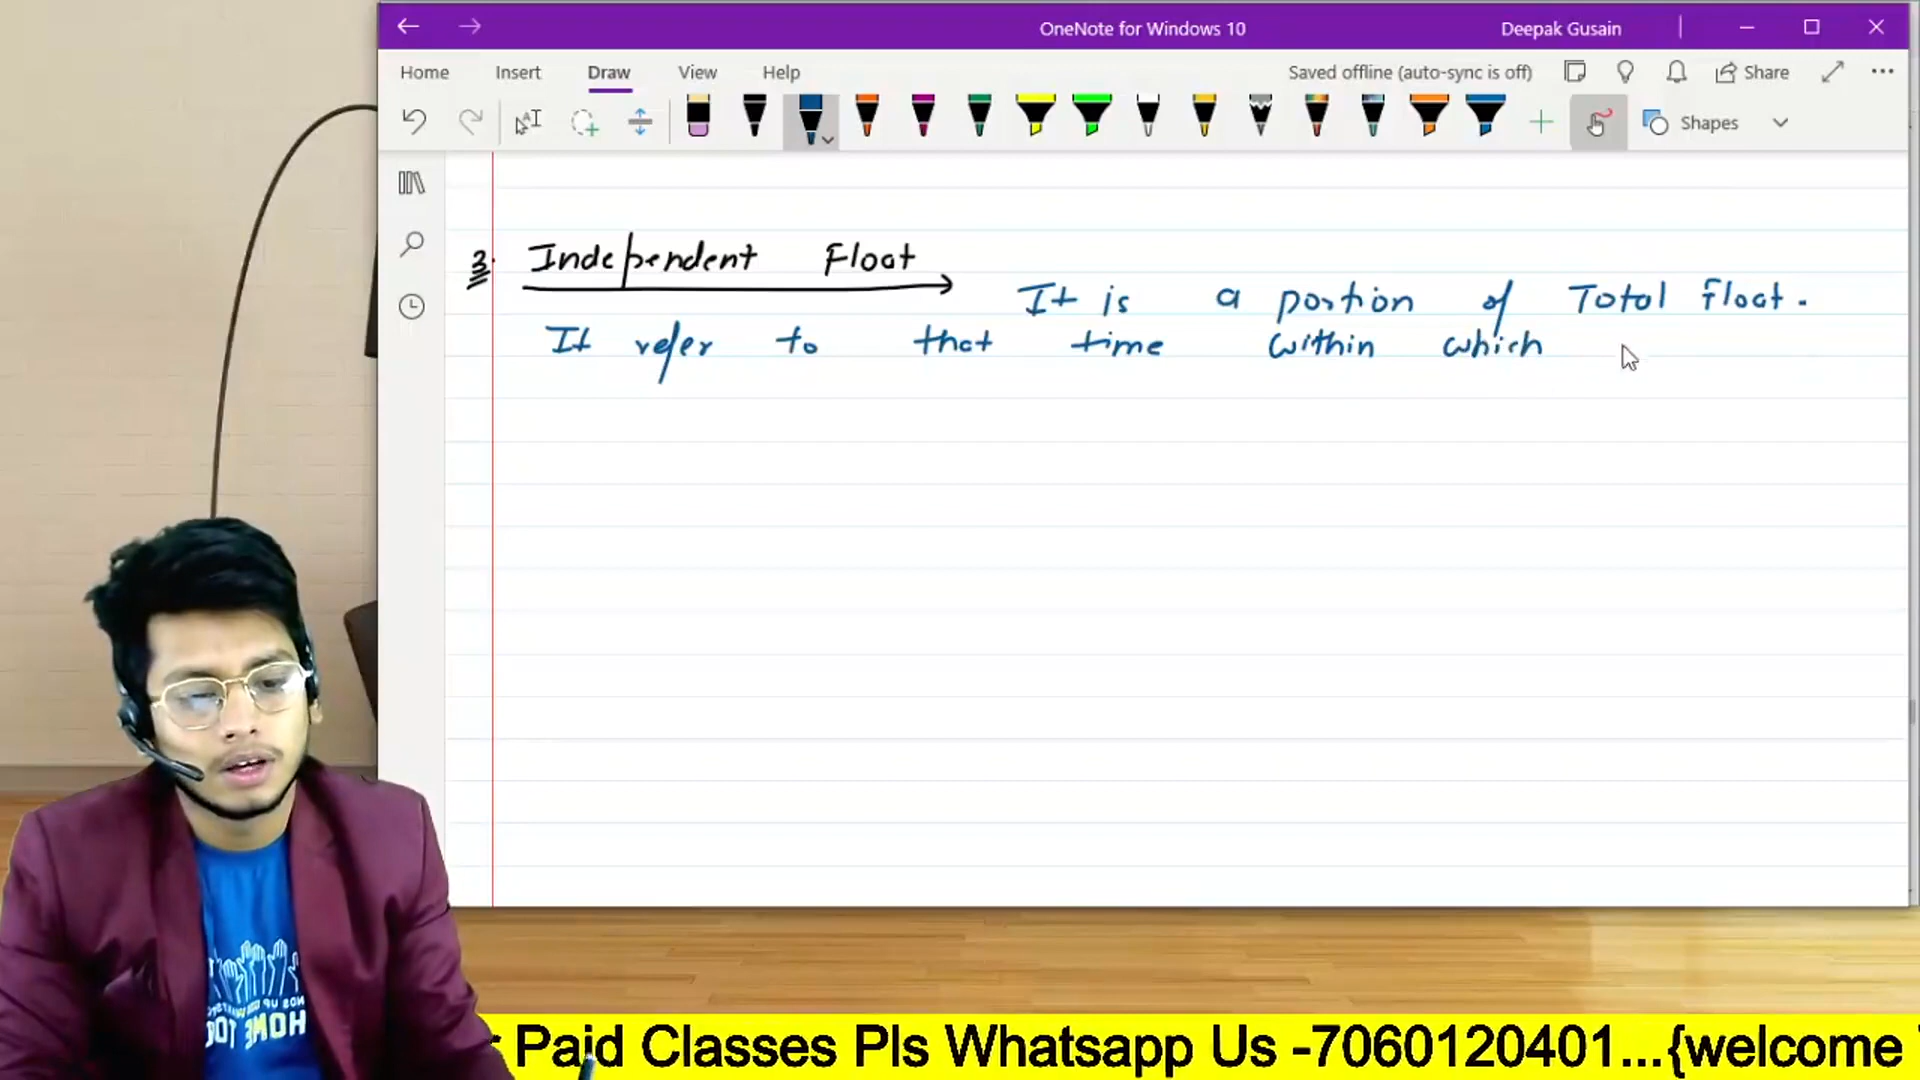 OneNote for Windows 10
Deepak Gusain
Home Insert Draw View Help
Saved offline (auto-sync is off)
Share
Shapes
3. Independent Float
It is a portion of Total float.
It refer to that time within which
Paid Classes Pls Whatsapp Us -7060120401...{welcome